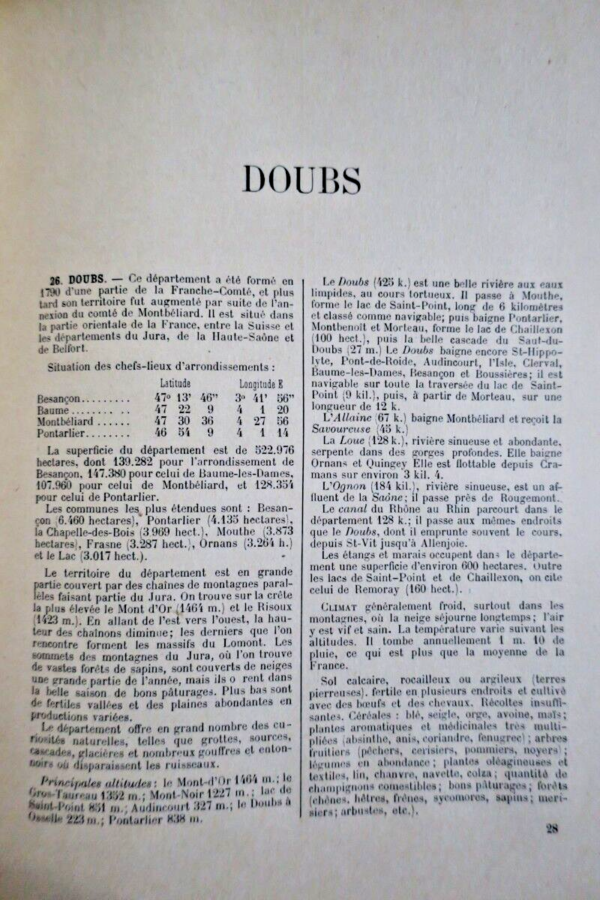 DOUBS
26. DOUBS. — Ce département a été formé en
1790 d'une partie de la Franche-Comté, et plus
tard son territoire fut augmenté par suite de l'an-
nexion du comté de Montbéliard. Il est situé dans
la partie orientale de la France, entre la Suisse et
les départements du Jura, de la Haute-Saône et
de Belfort.
Situation des chefs-lieux d'arrondissements :
Latitude Longitude E
Besançon......... 47º 13' 46" 3º 41' 56"
Baume......... .. 47 22 9 4 1 20
Montbéliard ...... 47 30 36 4 27 56
Pontarlier........ 46 54 9 4 1 14
La superficie du département est de 522.976
hectares, dont 139.282 pour l'arrondissement de
Besançon, 147.380 pour celui de Baume-les-Dames,
107.960 pour celui de Montbéliard, et 128.354
pour celui de Pontarlier.
Les communes les plus étendues sont : Besan-
çon (6.460 hectares), Pontarlier (4.135 hectares),
la Chapelle-des-Bois (3 969 hect.), Mouthe (3.873
hectares), Frasne (3.287 hect.), Ornans (3.264 h.)
et le Lac (3.017 hect.).
Le territoire du département est en grande
partie couvert par des chaînes de montagnes paral-
lèles faisant partie du Jura. On trouve sur la crête
la plus élevée le Mont d'Or (1464 m.) et le Risoux
(1423 m.). En allant de l'est vers l'ouest, la hau-
teur des chaînons diminue; les derniers que l'on
rencontre forment les massifs du Lomont. Les
sommets des montagnes du Jura, où l'on trouve
de vastes forêts de sapins, sont couverts de neiges
une grande partie de l'année, mais ils o rent dans
la belle saison de bons pâturages. Plus bas sont
de fertiles vallées et des plaines abondantes en
productions variées.
Le département offre en grand nombre des cu-
riosités naturelles, telles que grottes, sources,
cascades, glacières et nombreux gouffres et enton-
noirs où disparaissent les ruisseaux.
Principales altitudes : le Mont-d'Or 1464 m.; le
Gros-Taureau 1352 m.; Mont-Noir 1227 m.; lac de
Saint-Point 851 m.; Audincourt 327 m.; le Doubs à
Osselle 223 m.; Pontarlier 838 m.
Le Doubs (425 k.) est une belle rivière aux eaux
limpides, au cours tortueux. Il passe à Mouthe,
forme le lac de Saint-Point, long de 6 kilomètres
et classé comme navigable; puis baigne Pontarlier,
Montbenoît et Morteau, forme le lac de Chaillexon
(100 hect.), puis la belle cascade du Saut-du-
Doubs (27 m.) Le Doubs baigne encore St-Hippo-
lyte, Pont-de-Roide, Audincourt, l'Isle, Clerval,
Baume-les-Dames, Besançon et Boussières; il est
navigable sur toute la traversée du lac de Saint-
Point (9 kil.), puis, à partir de Morteau, sur une
longueur de 12 k.
L'Allaine (67 k.) baigne Montbéliard et reçoit la
Savoureuse (45 k.)
La Loue (128 k.), rivière sinueuse et abondante,
serpente dans des gorges profondes. Elle baigne
Ornans et Quingey Elle est flottable depuis Cra-
mans sur environ 3 kil. 4.
L'Ognon (184 kil.), rivière sinueuse, est un af-
fluent de la Saône; il passe près de Rougemont.
Le canal du Rhône au Rhin parcourt dans le
département 128 k.; il passe aux mêmes endroits
que le Doubs, dont il emprunte souvent le cours,
depuis St-Vit jusqu'à Allenjoie.
Les étangs et marais occupent dans le départe-
ment une superficie d'environ 600 hectares. Outre
les lacs de Saint-Point et de Chaillexon, on cite
celui de Remoray (160 hect.).
CLIMAT généralement froid, surtout dans les
montagnes, où la neige séjourne longtemps; l'air
y est vif et sain. La température varie suivant les
altitudes. Il tombe annuellement 1 m. 10 de
pluie, ce qui est plus que la moyenne de la
France.
Sol calcaire, rocailleux ou argileux (terres
pierreuses), fertile en plusieurs endroits et cultivé
avec des bœufs et des chevaux. Récoltes insuffi-
santes. Céréales : blé, seigle, orge, avoine, maïs;
plantes aromatiques et médicinales très multi-
pliées (absinthe, anis, coriandre, fenugrec); arbres
fruitiers (pêchers, cerisiers, pommiers, noyers);
légumes en abondance; plantes oléagineuses et
textiles, lin, chanvre, navette, colza; quantité de
champignons comestibles; bons pâturages; forêts
(chênes, hêtres, frênes, sycomores, sapins; meri-
siers; arbustes, etc.).
28